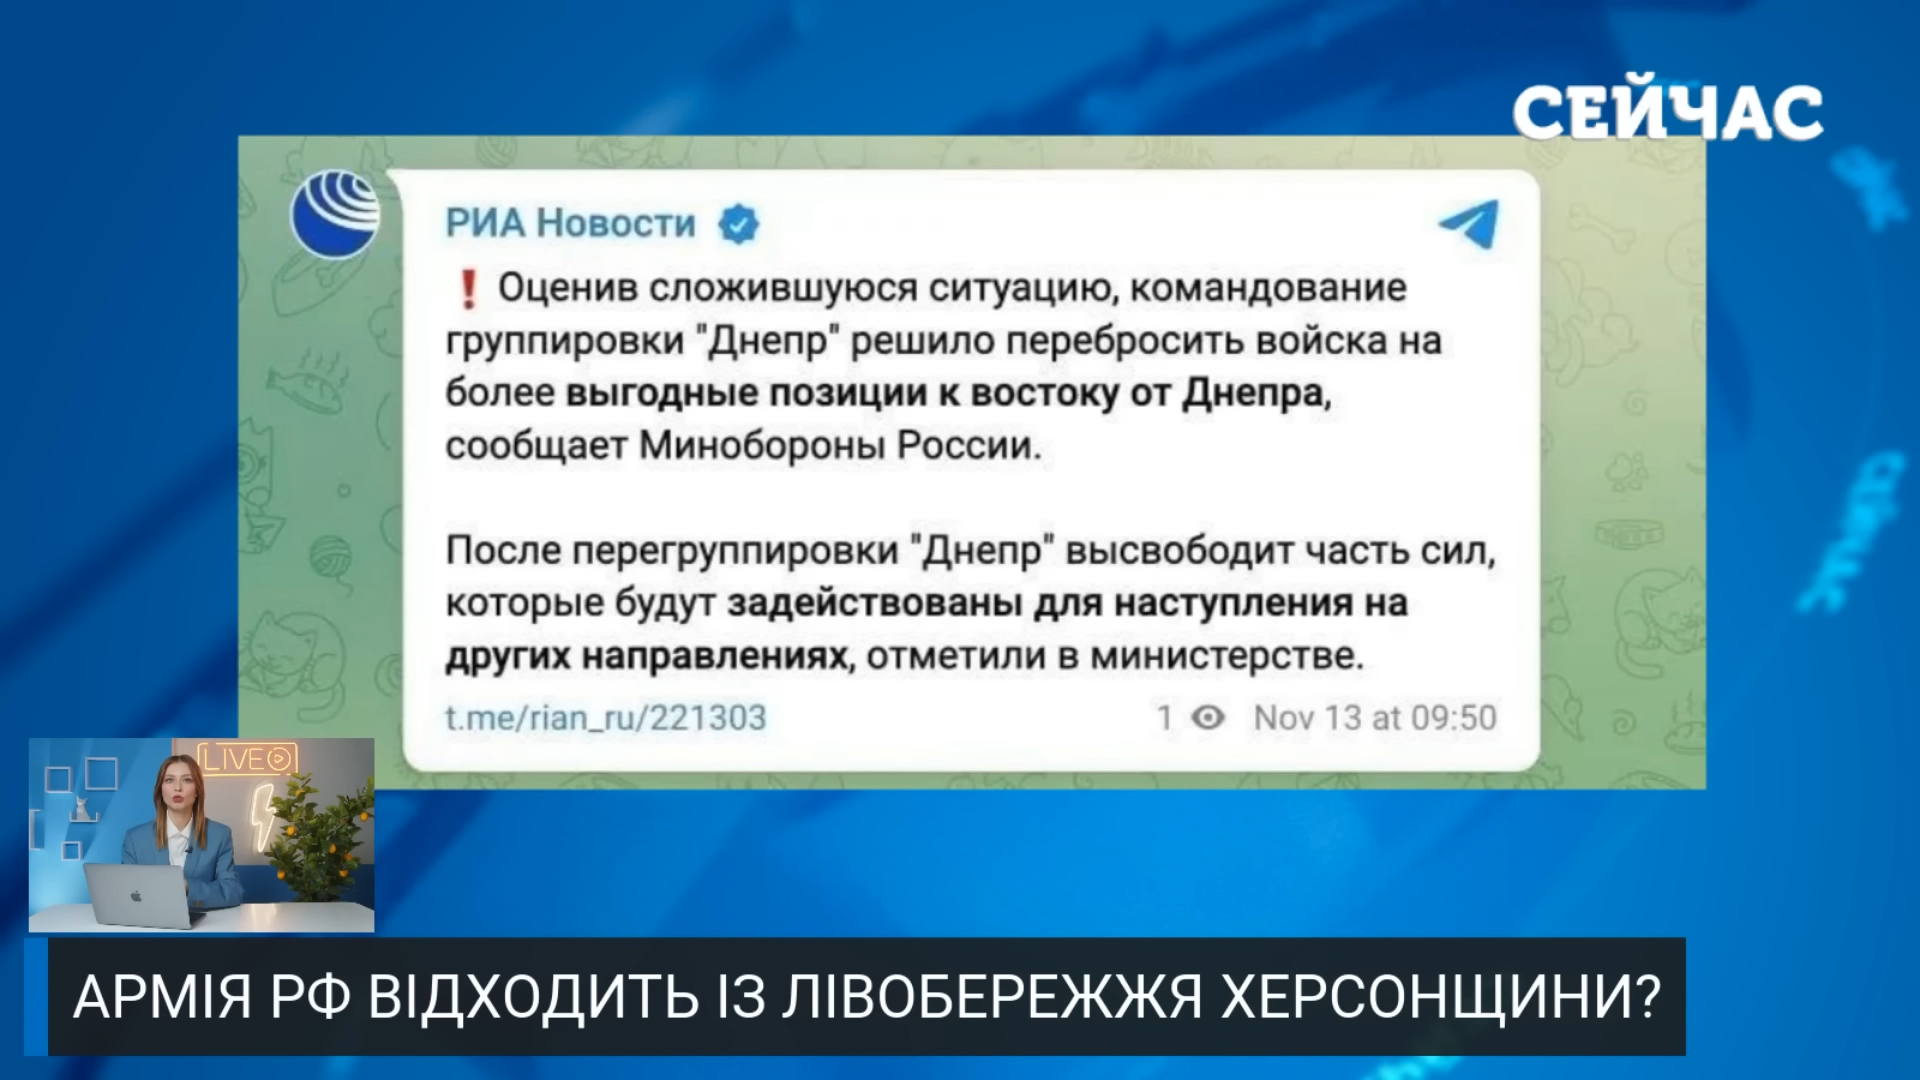 СЕЙЧАС
РИА Новости
❗ Оценив сложившуюся ситуацию, командование
группировки "Днепр" решило перебросить войска на
более выгодные позиции к востоку от Днепра,
сообщает Минобороны России.
После перегруппировки "Днепр" высвободит часть сил,
которые будут задействованы для наступления на
других направлениях, отметили в министерстве.
t.me/rian_ru/221303
1 Nov 13 at 09:50
LIVE
АРМІЯ РФ ВІДХОДИТЬ ІЗ ЛІВОБЕРЕЖЖЯ ХЕРСОНЩИНИ?